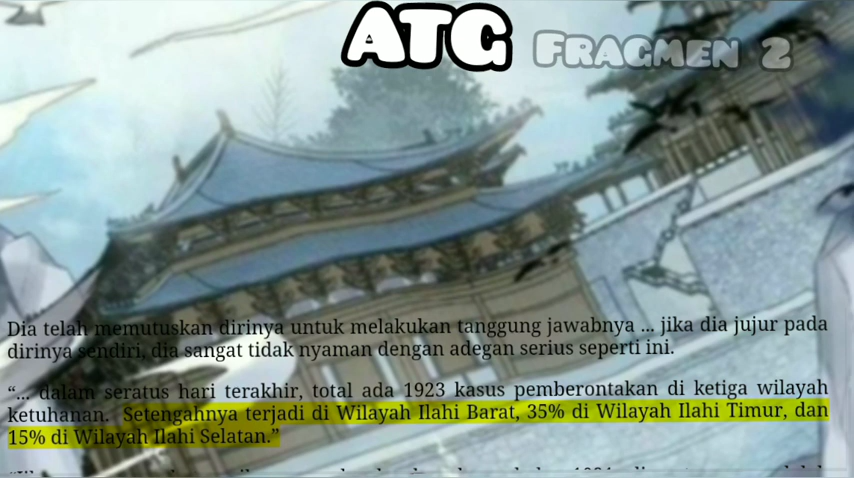 ATG FRAGMEN 2
Dia telah memutuskan dirinya untuk melakukan tanggung jawabnya ... jika dia jujur pada
dirinya sendiri, dia sangat tidak nyaman dengan adegan serius seperti ini.
“... dalam seratus hari terakhir, total ada 1923 kasus pemberontakan di ketiga wilayah
ketuhanan. Setengahnya terjadi di Wilayah Ilahi Barat, 35% di Wilayah Ilahi Timur, dan
15% di Wilayah Ilahi Selatan.”